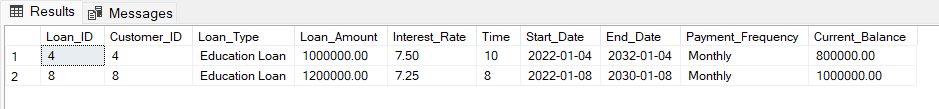 Results Messages
Loan_ID Customer_ID Loan_Type Loan_Amount Interest_Rate Time Start_Date End_Date Payment_Frequency Current_Balance
1 4 4 Education Loan 1000000.00 7.50 10 2022-01-04 2032-01-04 Monthly 800000.00
2 8 8 Education Loan 1200000.00 7.25 8 2022-01-08 2030-01-08 Monthly 1000000.00